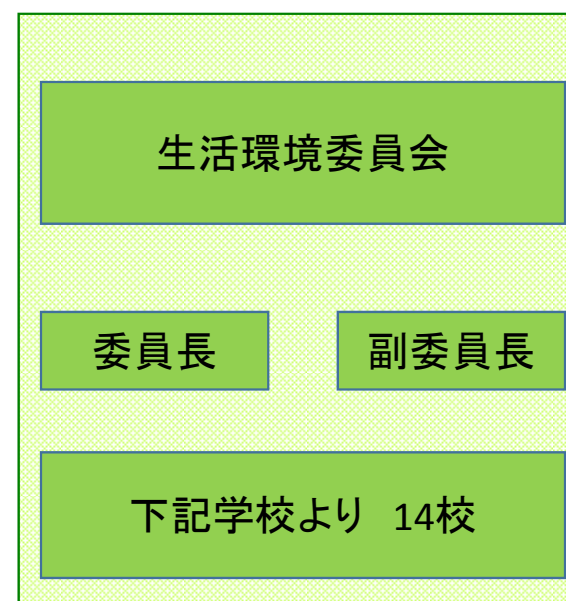 生活環境委員会
委員長　副委員長
下記学校より　14校